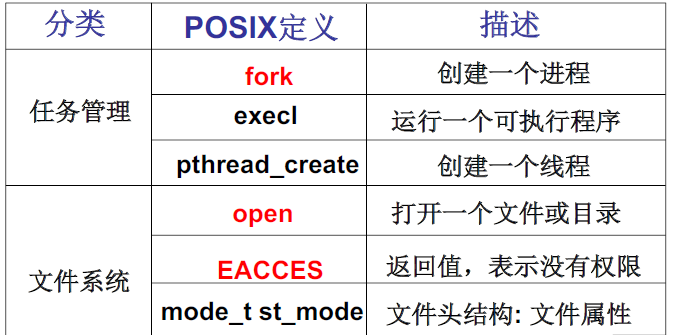 分类 POSIX定义 描述
任务管理 fork 创建一个进程
execl 运行一个可执行程序
pthread_create 创建一个线程
文件系统 open 打开一个文件或目录
EACCES 返回值，表示没有权限
mode_t st_mode 文件头结构: 文件属性